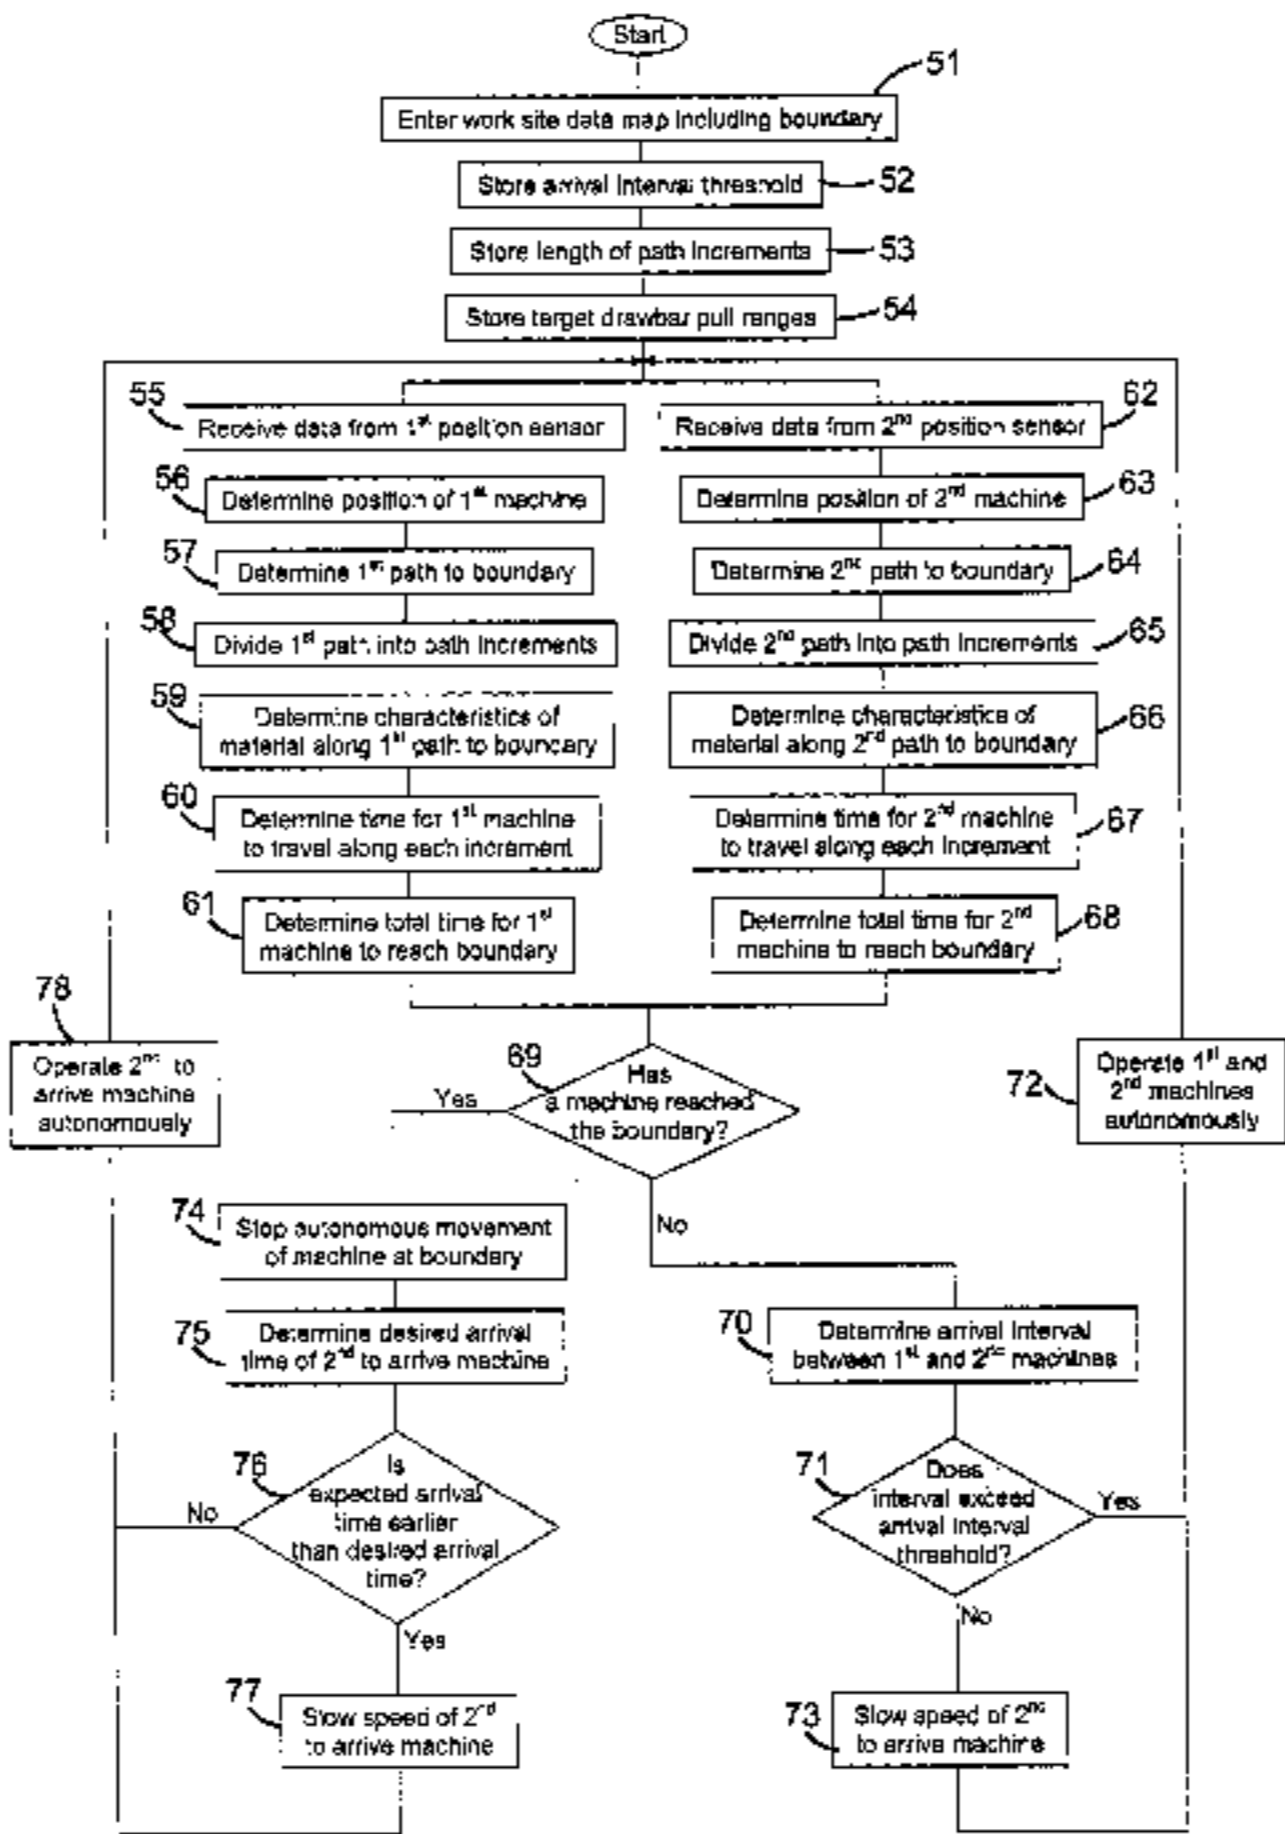 Start
51
Enter work site data map including boundary
Store arrival interval threshold
52
Store length of path increments
53
Store target drawbar pull ranges
54
55
Receive data from 1st position sensor
62
Receive data from 2nd position sensor
56
Determine position of 1st machine
63
Determine position of 2nd machine
57
Determine 1st path to boundary
64
Determine 2nd path to boundary
58
Divide 1st path into path increments
65
Divide 2nd path into path increments
59
Determine characteristics of
material along 1st path to boundary
66
Determine characteristics of
material along 2nd path to boundary
60
Determine time for 1st machine
to travel along each increment
67
Determine time for 2nd machine
to travel along each increment
61
Determine total time for 1st
machine to reach boundary
68
Determine total time for 2nd
machine to reach boundary
78
Operate 2nd to
arrive machine
autonomously
69
Has
a machine reached
the boundary?
Yes
No
72
Operate 1st and
2nd machines
autonomously
74
Stop autonomous movement
of machine at boundary
75
Determine desired arrival
time of 2nd to arrive machine
70
Determine arrival interval
between 1st and 2nd machines
76
Is
expected arrival
time earlier
than desired arrival
time?
No
Yes
71
Does
interval exceed
arrival interval
threshold?
Yes
No
77
Slow speed of 2nd
to arrive machine
73
Slow speed of 2nd
to arrive machine